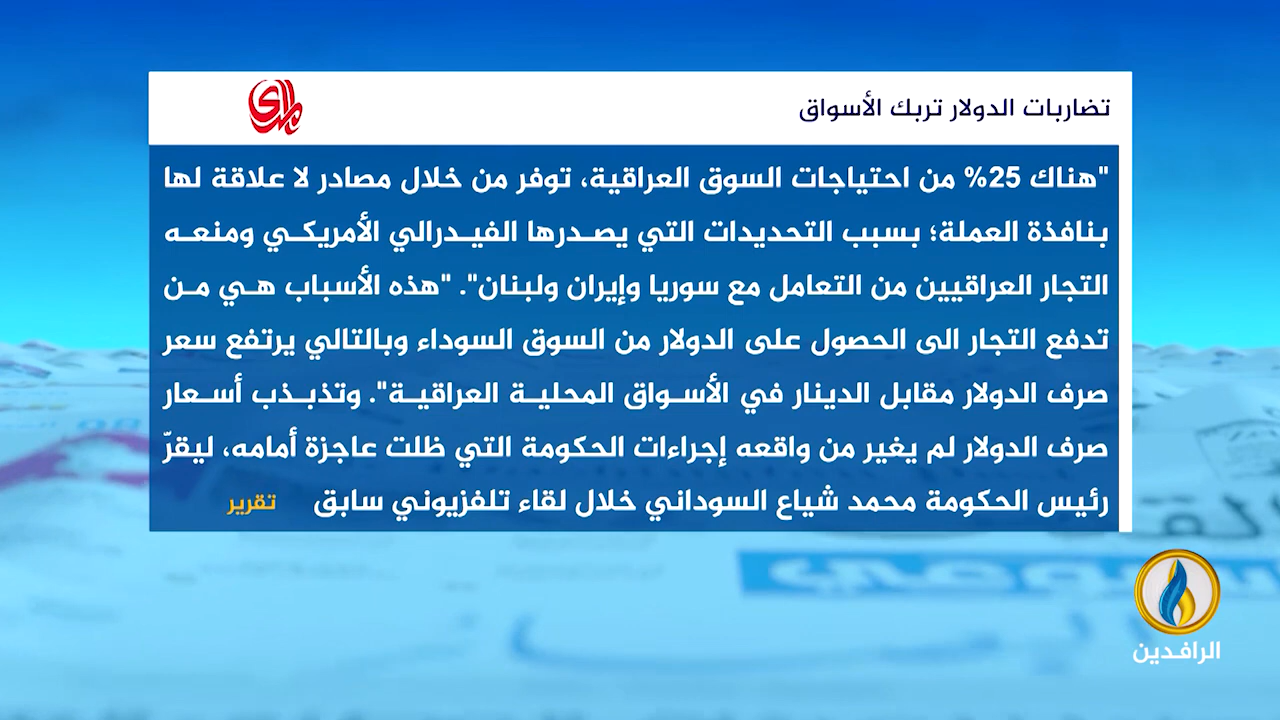 تضاربات الدولار تربك الأسواق
المدى
"هناك 25% من احتياجات السوق العراقية، توفر من خلال مصادر لا علاقة لها
بنافذة العملة؛ بسبب التحديدات التي يصدرها الفيدرالي الأمريكي ومنعه
التجار العراقيين من التعامل مع سوريا وإيران ولبنان". "هذه الأسباب هي من
تدفع التجار الى الحصول على الدولار من السوق السوداء وبالتالي يرتفع سعر
صرف الدولار مقابل الدينار في الأسواق المحلية العراقية". وتذبذب أسعار
صرف الدولار لم يغير من واقعه إجراءات الحكومة التي ظلت عاجزة أمامه، ليقرّ
رئيس الحكومة محمد شياع السوداني خلال لقاء تلفزيوني سابق
تقرير
الرافدين